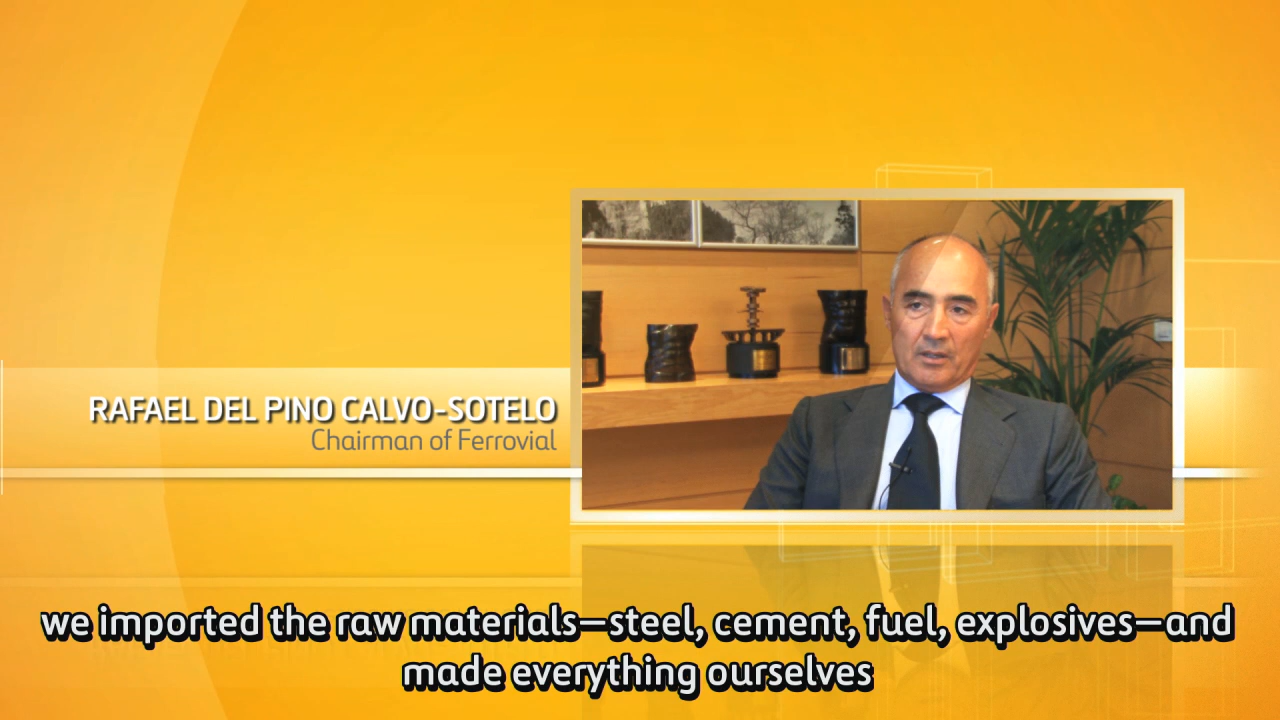 RAFAEL DEL PINO CALVO-SOTELO
Chairman of Ferrovial
we imported the raw materials—steel, cement, fuel, explosives—and
made everything ourselves